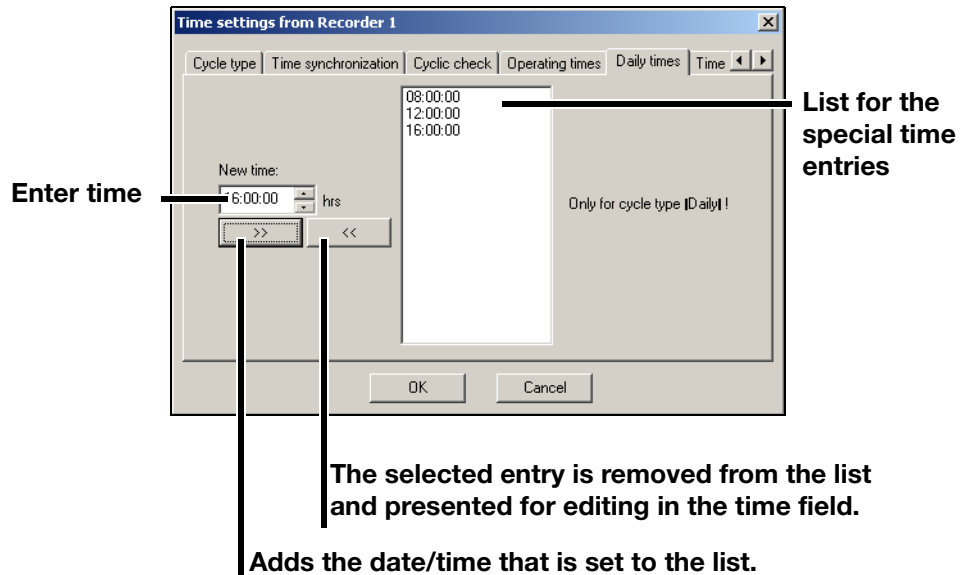 Time settings from Recorder 1
Cycle type
Time synchronization
Cyclic check
Operating times
Daily times
Time
08:00:00
12:00:00
16:00:00
List for the
special time
entries
New time:
Enter time
16:00:00
hrs
Only for cycle type |Daily| !
>>
<<
OK
Cancel
The selected entry is removed from the list
and presented for editing in the time field.
Adds the date/time that is set to the list.